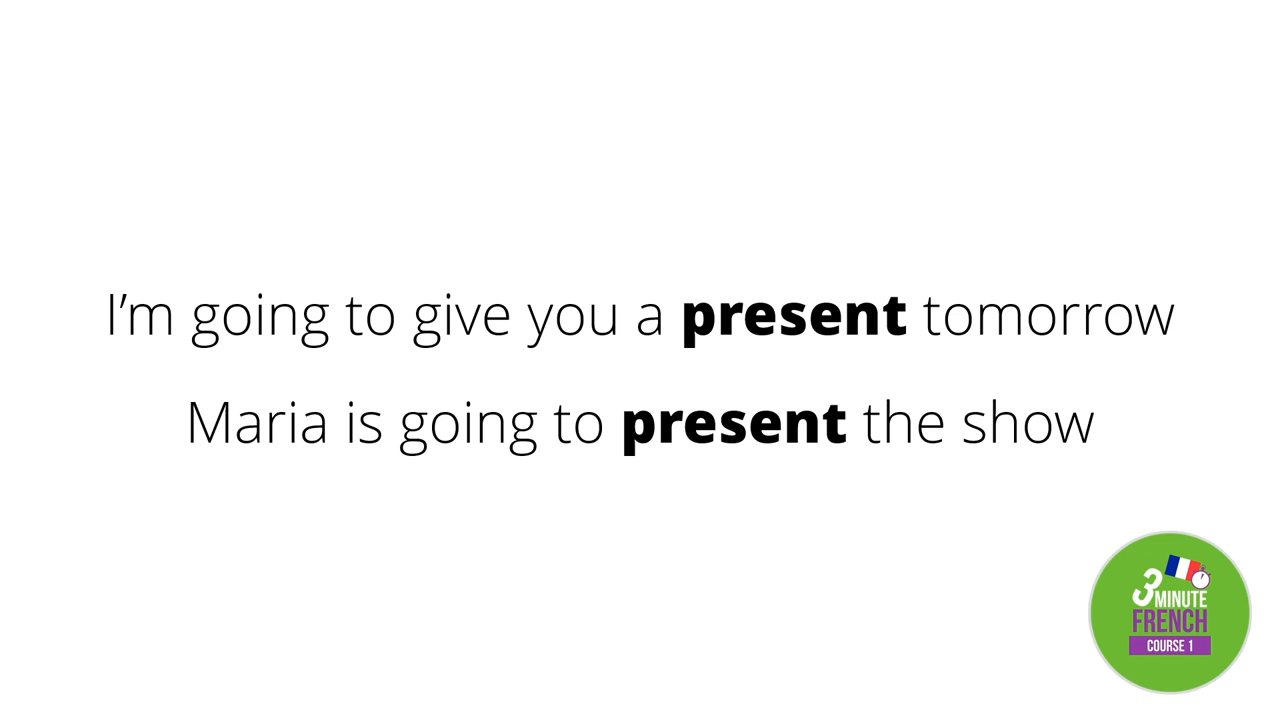 I’m going to give you a present tomorrow
Maria is going to present the show
3 MINUTE
FRENCH
COURSE 1